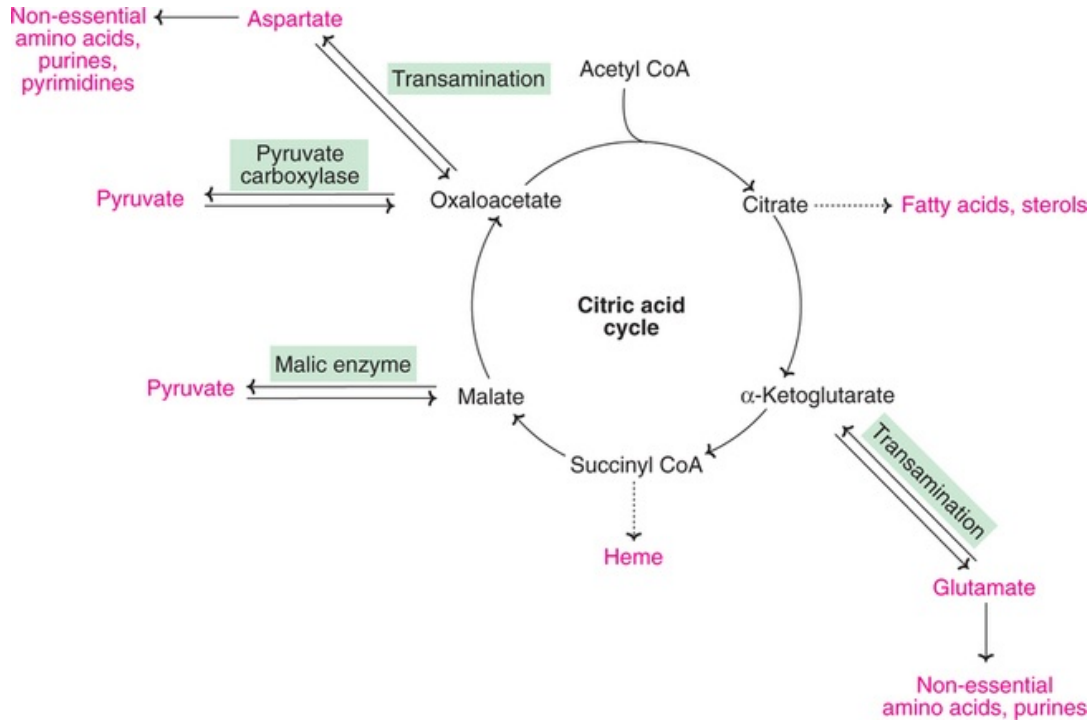 Non-essential
amino acids,
purines,
pyrimidines
Aspartate
Transamination
Acetyl CoA
Pyruvate
carboxylase
Pyruvate
Oxaloacetate
Citrate
Fatty acids, sterols
Citric acid
cycle
Malic enzyme
Pyruvate
Malate
α-Ketoglutarate
Succinyl CoA
Transamination
Heme
Glutamate
Non-essential
amino acids, purines